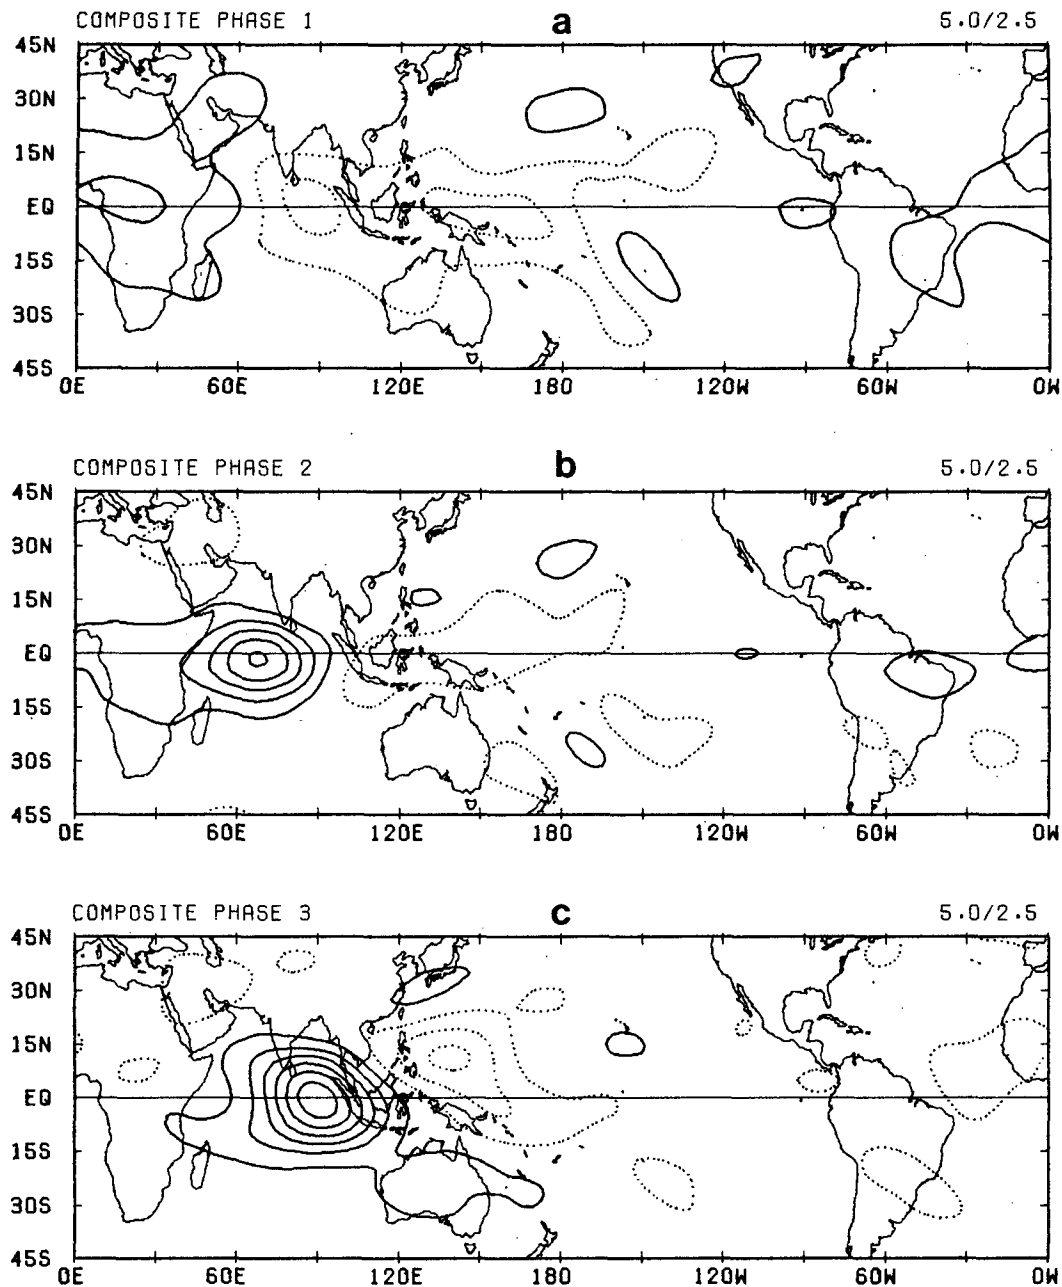 COMPOSITE PHASE 1 a 5.0/2.5
45N
30N
15N
EQ
15S
30S
45S
0E 60E 120E 180 120W 60W 0W
COMPOSITE PHASE 2 b 5.0/2.5
45N
30N
15N
EQ
15S
30S
45S
0E 60E 120E 180 120W 60W 0W
COMPOSITE PHASE 3 c 5.0/2.5
45N
30N
15N
EQ
15S
30S
45S
0E 60E 120E 180 120W 60W 0W